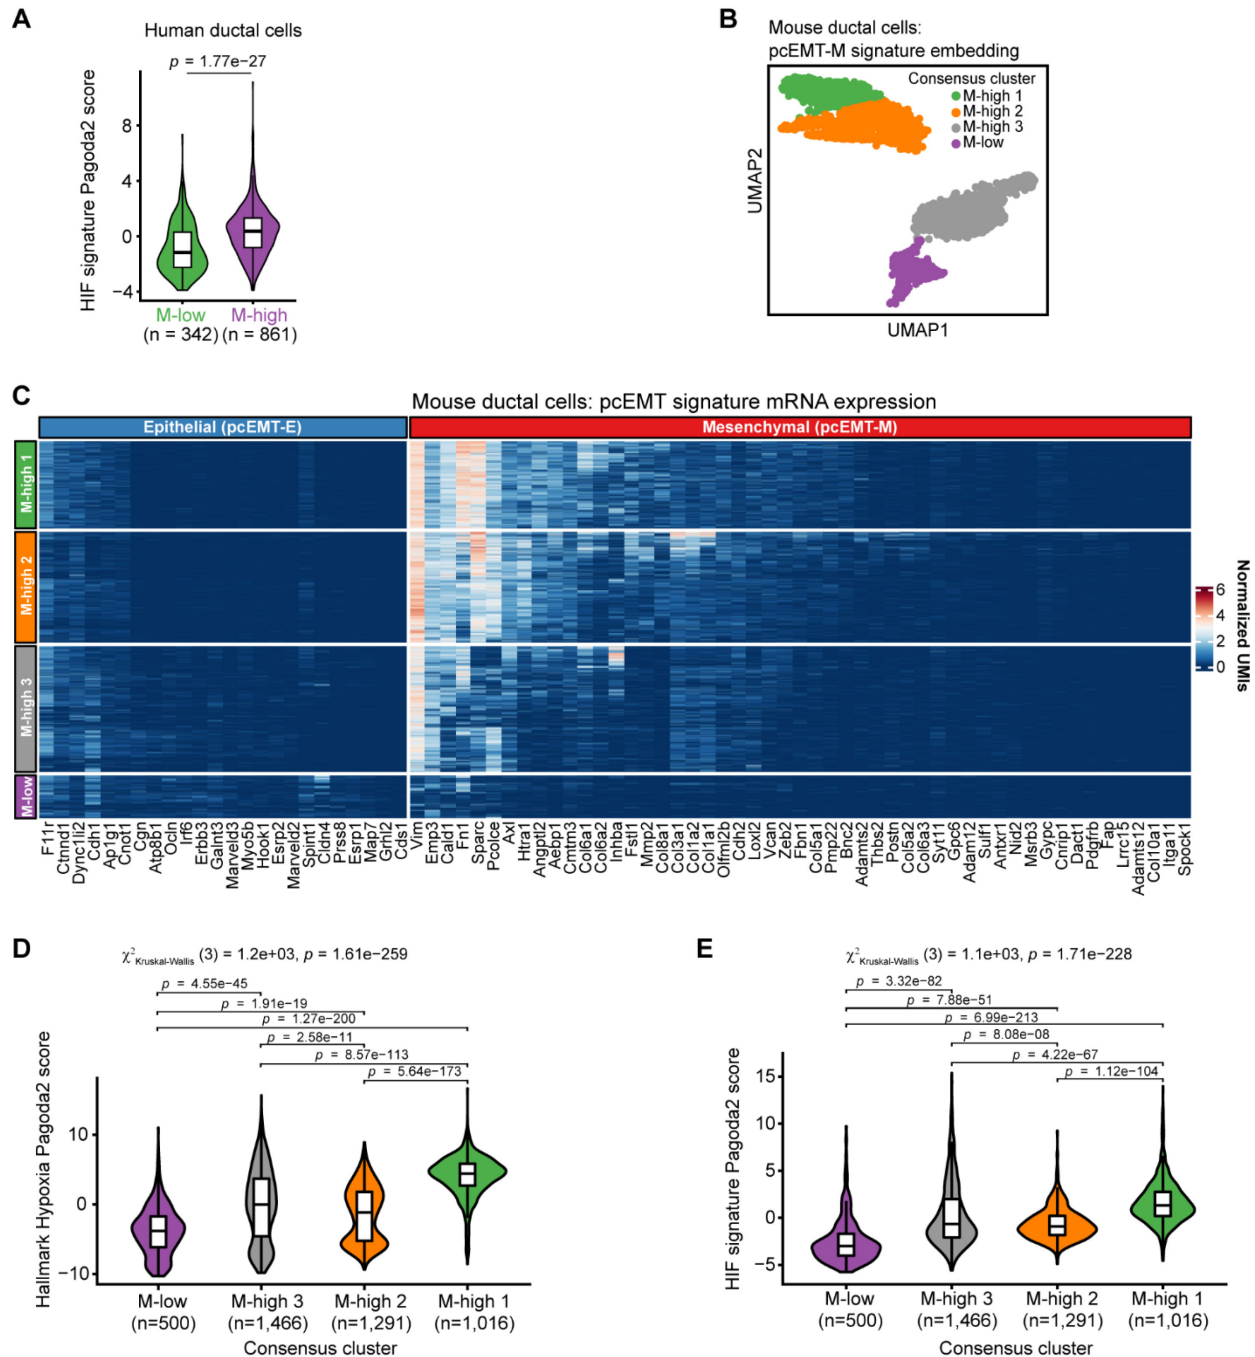 A
Human ductal cells
p = 1.77e−27
HIF signature Pagoda2 score
8
4
0
−4
M-low
M-high
(n = 342)
(n = 861)
B
Mouse ductal cells:
pcEMT-M signature embedding
Consensus cluster
M-high 1
M-high 2
M-high 3
M-low
UMAP2
UMAP1
C
Mouse ductal cells: pcEMT signature mRNA expression
Epithelial (pcEMT-E)
Mesenchymal (pcEMT-M)
M-high 1
M-high 2
M-high 3
M-low
Normalized UMIs
6
4
2
0
F11r
Ctnnd1
Dync1li2
Cdh1
Ap1g1
Cnot1
Cgn
Atp8b1
Ocln
Irf6
Erbb3
Galnt3
Marveld3
Myo5b
Hook1
Esrp2
Marveld2
Spint1
Cldn4
Prss8
Esrp1
Map7
Grhl2
Cds1
Vim
Emp3
Cald1
Fn1
Sparc
Pcolce
Axl
Htra1
Angptl2
Aebp1
Cmtm3
Col6a1
Col6a2
Inhba
Fstl1
Mmp2
Col8a1
Col3a1
Col1a2
Col1a1
Olfml2b
Cdh2
Loxl2
Vcan
Zeb2
Fbn1
Col5a1
Pmp22
Bnc2
Adamts2
Thbs2
Postn
Col5a2
Col6a3
Syt11
Gpc6
Adam12
Sulf1
Antxr1
Nid2
Msrb3
Gypc
Cnrip1
Dact1
Pdgfrb
Fap
Lrrc15
Adamts12
Col10a1
Itga11
Spock1
D
χ²Kruskal-Wallis (3) = 1.2e+03, p = 1.61e−259
p = 4.55e−45
p = 1.91e−19
p = 1.27e−200
p = 2.58e−11
p = 8.57e−113
p = 5.64e−173
Hallmark Hypoxia Pagoda2 score
10
0
−10
M-low
M-high 3
M-high 2
M-high 1
(n=500)
(n=1,466)
(n=1,291)
(n=1,016)
Consensus cluster
E
χ²Kruskal-Wallis (3) = 1.1e+03, p = 1.71e−228
p = 3.32e−82
p = 7.88e−51
p = 6.99e−213
p = 8.08e−08
p = 4.22e−67
p = 1.12e−104
HIF signature Pagoda2 score
15
10
5
0
−5
M-low
M-high 3
M-high 2
M-high 1
(n=500)
(n=1,466)
(n=1,291)
(n=1,016)
Consensus cluster